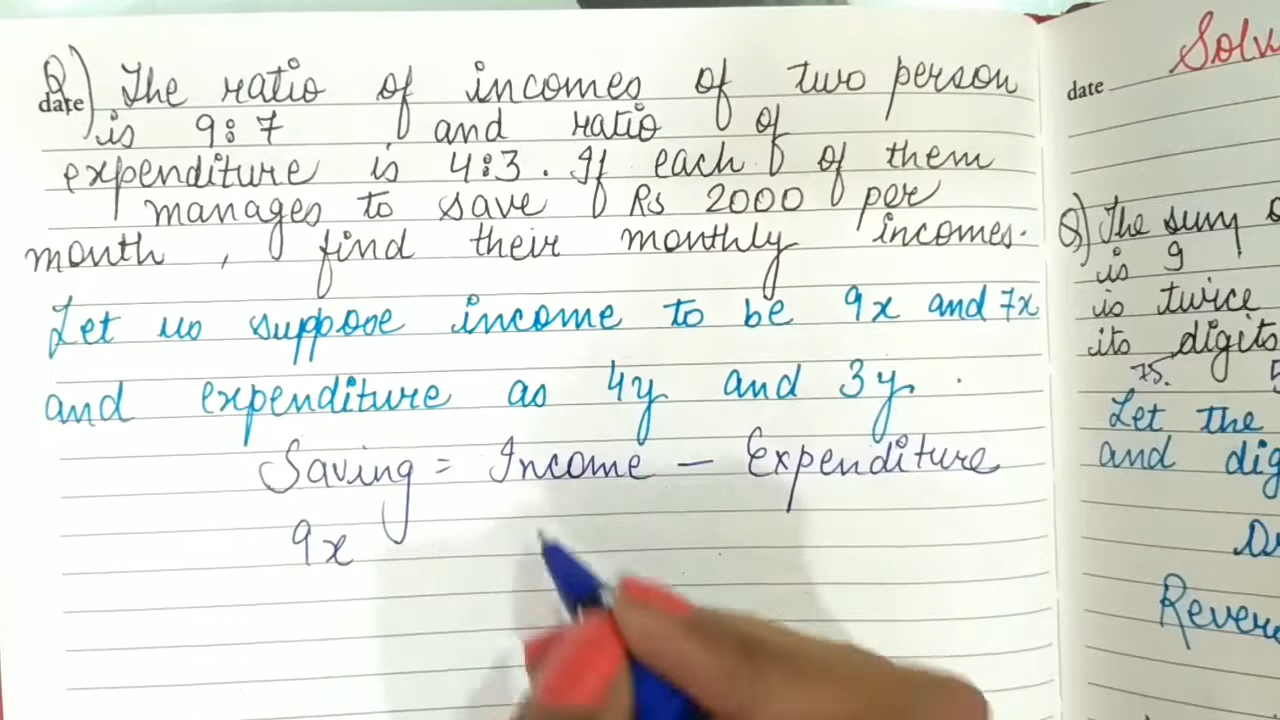 Q) The ratio of incomes of two person
date
is 9:7 and ratio of
expenditure is 4:3. If each of them
manages to save Rs 2000 per
month, find their monthly incomes.
Let us suppose income to be 9x and 7x
and expenditure as 4y and 3y.
Saving = Income – Expenditure
9x
Solv
date
Q) The sum
is 9
is twice
its digits
75.
Let the
and dig
Revers